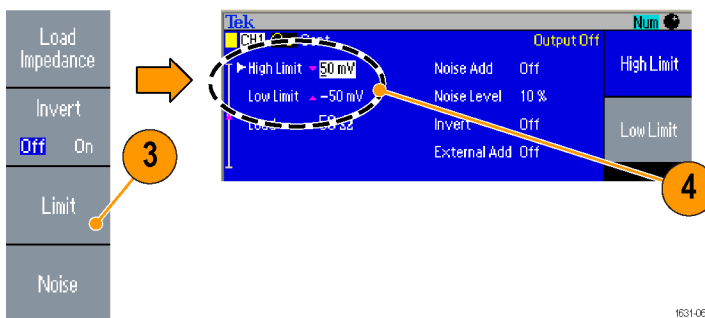 Load
Impedance
Invert
Off On
3
Limit
Noise
Tek
Num
CH1
Output Off
High Limit 50 mV
Noise Add Off
High Limit
Low Limit -50 mV
Noise Level 10 %
Load 50 Ω
Invert Off
Low Limit
External Add Off
4
1631-06